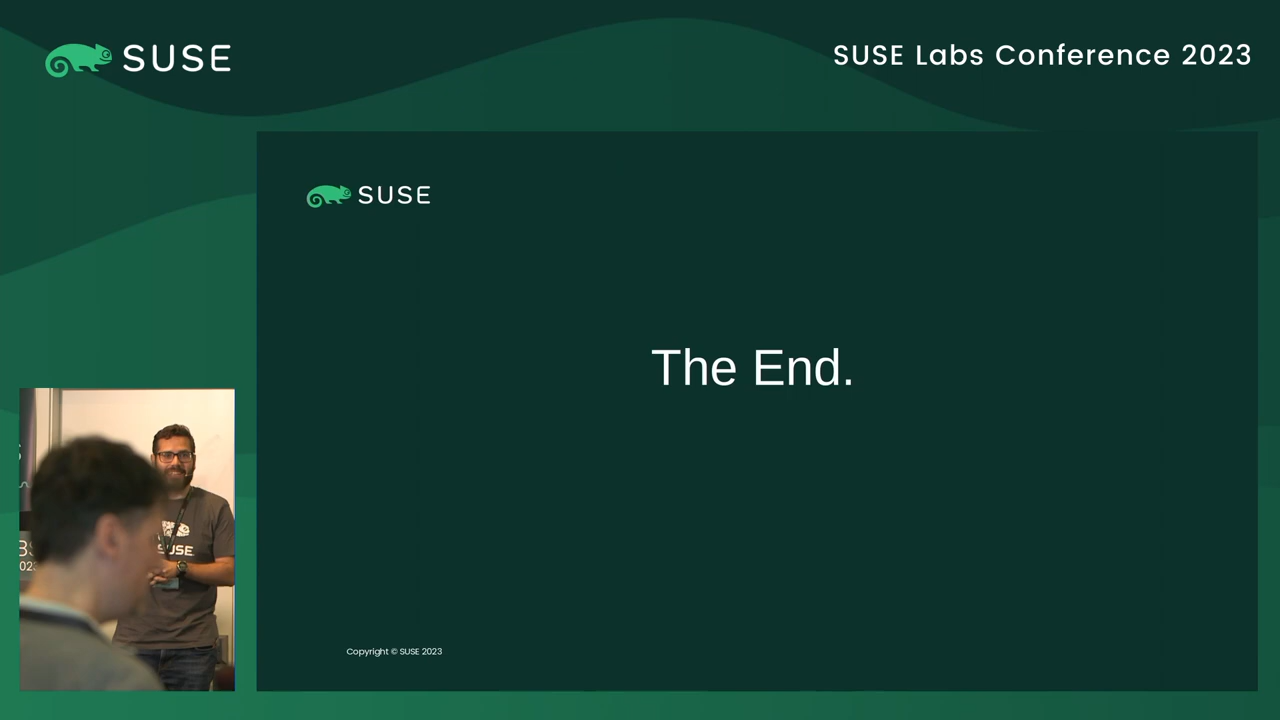 SUSE
SUSE Labs Conference 2023
SUSE
The End.
SUSE
Copyright © SUSE 2023